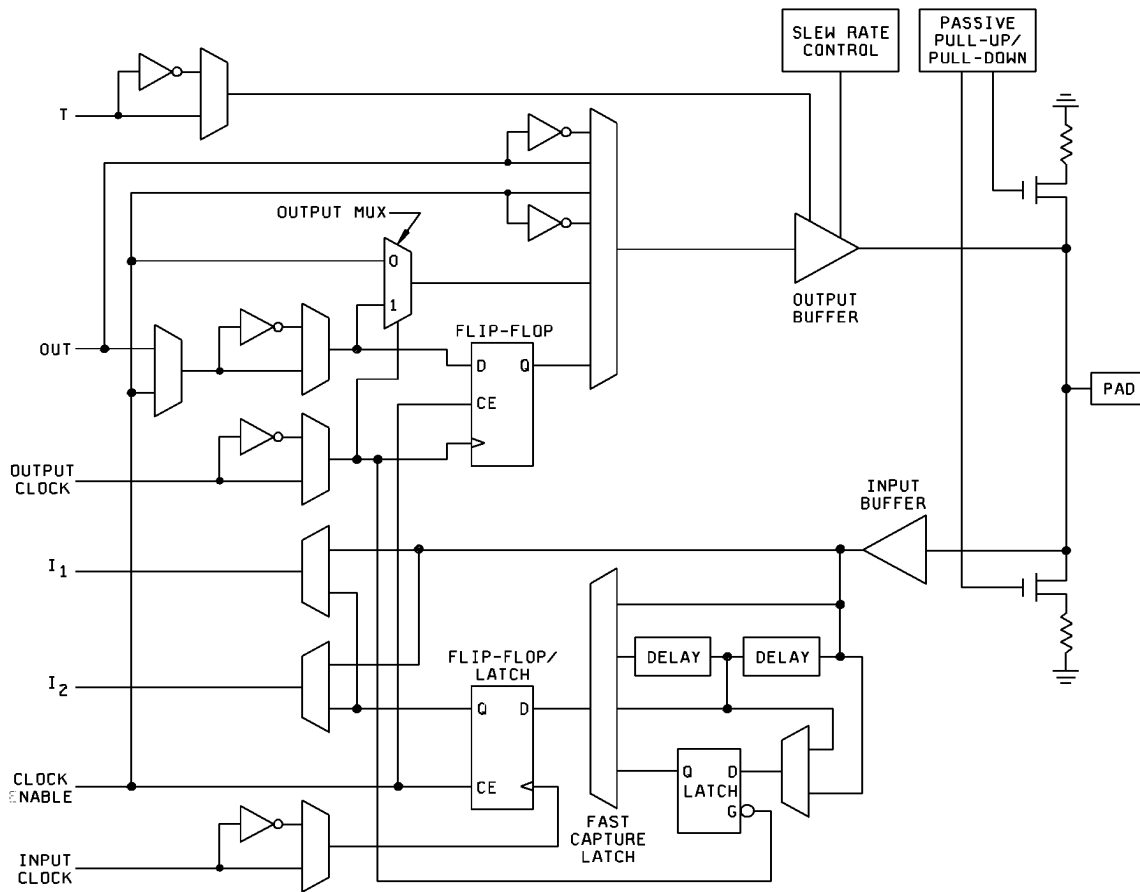 SLEW RATE
CONTROL
PASSIVE
PULL-UP/
PULL-DOWN
T
OUTPUT MUX
0
1
OUTPUT
BUFFER
FLIP-FLOP
D
Q
CE
OUT
PAD
OUTPUT
CLOCK
INPUT
BUFFER
I1
DELAY
DELAY
FLIP-FLOP/
LATCH
I2
Q
D
CE
Q
D
LATCH
G
CLOCK
ENABLE
FAST
CAPTURE
LATCH
INPUT
CLOCK